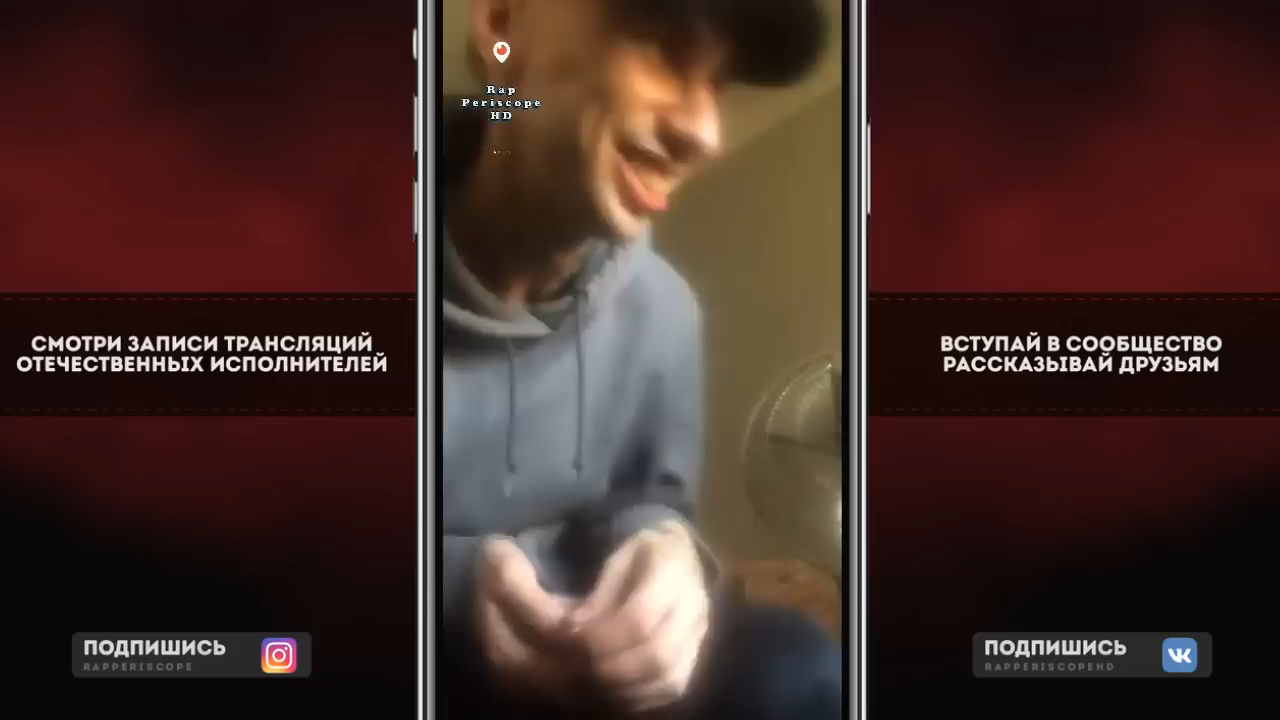 Rap
Periscope
HD
СМОТРИ ЗАПИСИ ТРАНСЛЯЦИЙ
ОТЕЧЕСТВЕННЫХ ИСПОЛНИТЕЛЕЙ
ВСТУПАЙ В СООБЩЕСТВО
РАССКАЗЫВАЙ ДРУЗЬЯМ
ПОДПИШИСЬ
RAPPERISCOPE
ПОДПИШИСЬ
RAPPERISCOPEHD